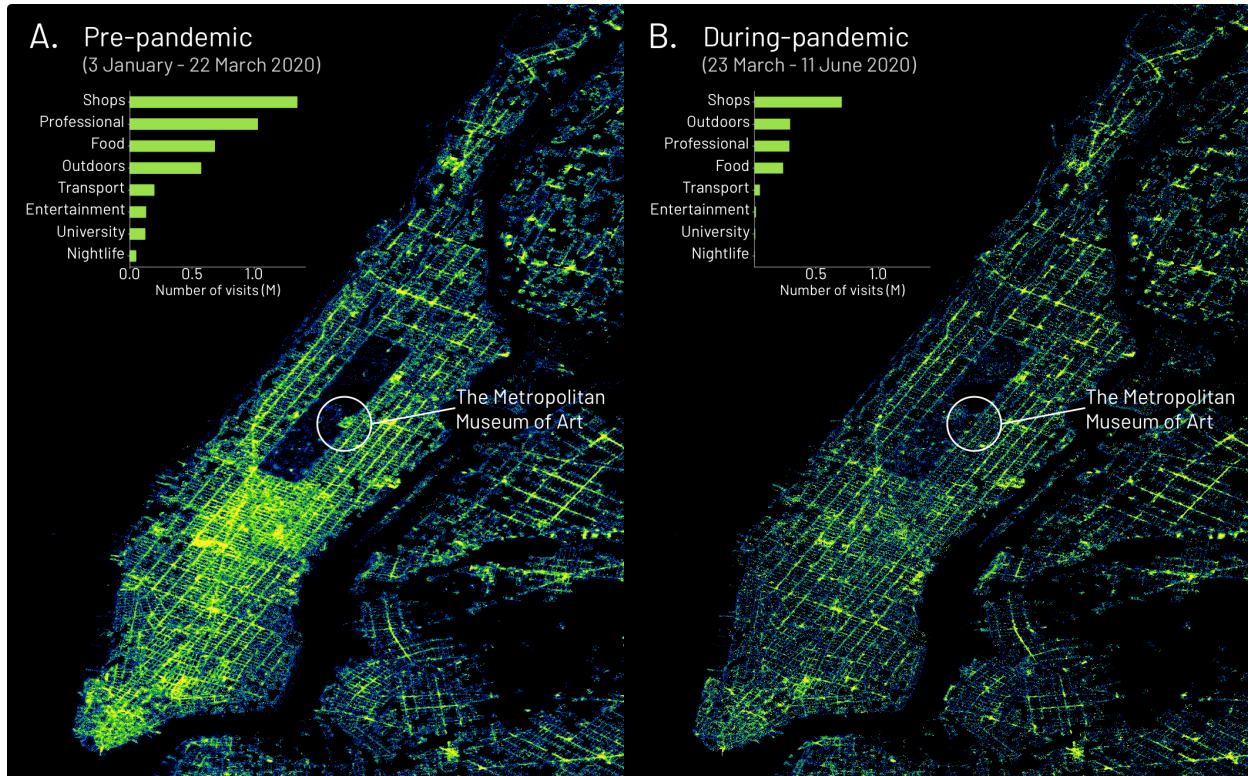 A. Pre-pandemic
(3 January - 22 March 2020)
Shops
Professional
Food
Outdoors
Transport
Entertainment
University
Nightlife
0.0 0.5 1.0
Number of visits (M)
The Metropolitan
Museum of Art
B. During-pandemic
(23 March - 11 June 2020)
Shops
Outdoors
Professional
Food
Transport
Entertainment
University
Nightlife
0.5 1.0
Number of visits (M)
The Metropolitan
Museum of Art